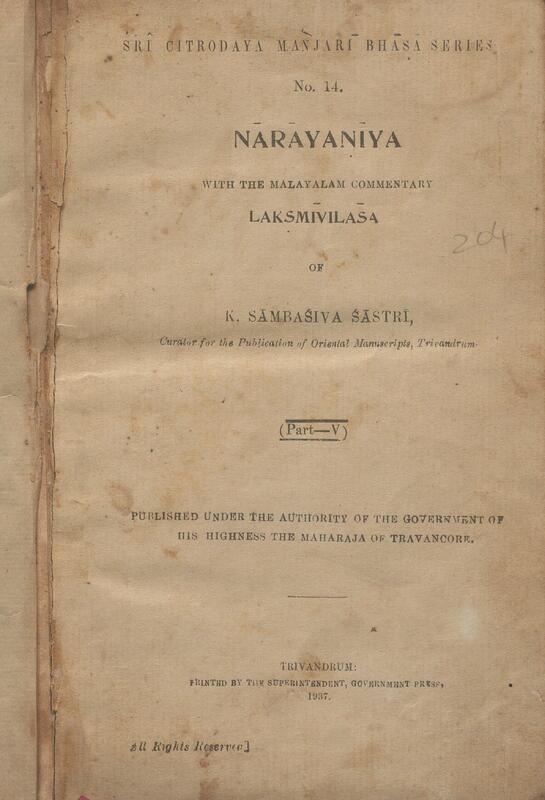 SRĪ CITRODAYA MAÑJARĪ BHĀṢĀ SERIES
No. 14.
NĀRĀYANĪYA
WITH THE MALAYALAM COMMENTARY
LAKṢMĪVILĀSA
204
OF
K. SĀMBAŚIVA ŚĀSTRĪ,
Curator for the Publication of Oriental Manuscripts, Trivandrum.
(Part—V)
PUBLISHED UNDER THE AUTHORITY OF THE GOVERNMENT OF
HIS HIGHNESS THE MAHARAJA OF TRAVANCORE.
TRIVANDRUM:
PRINTED BY THE SUPERINTENDENT, GOVERNMENT PRESS,
1937.
All Rights Reserved]